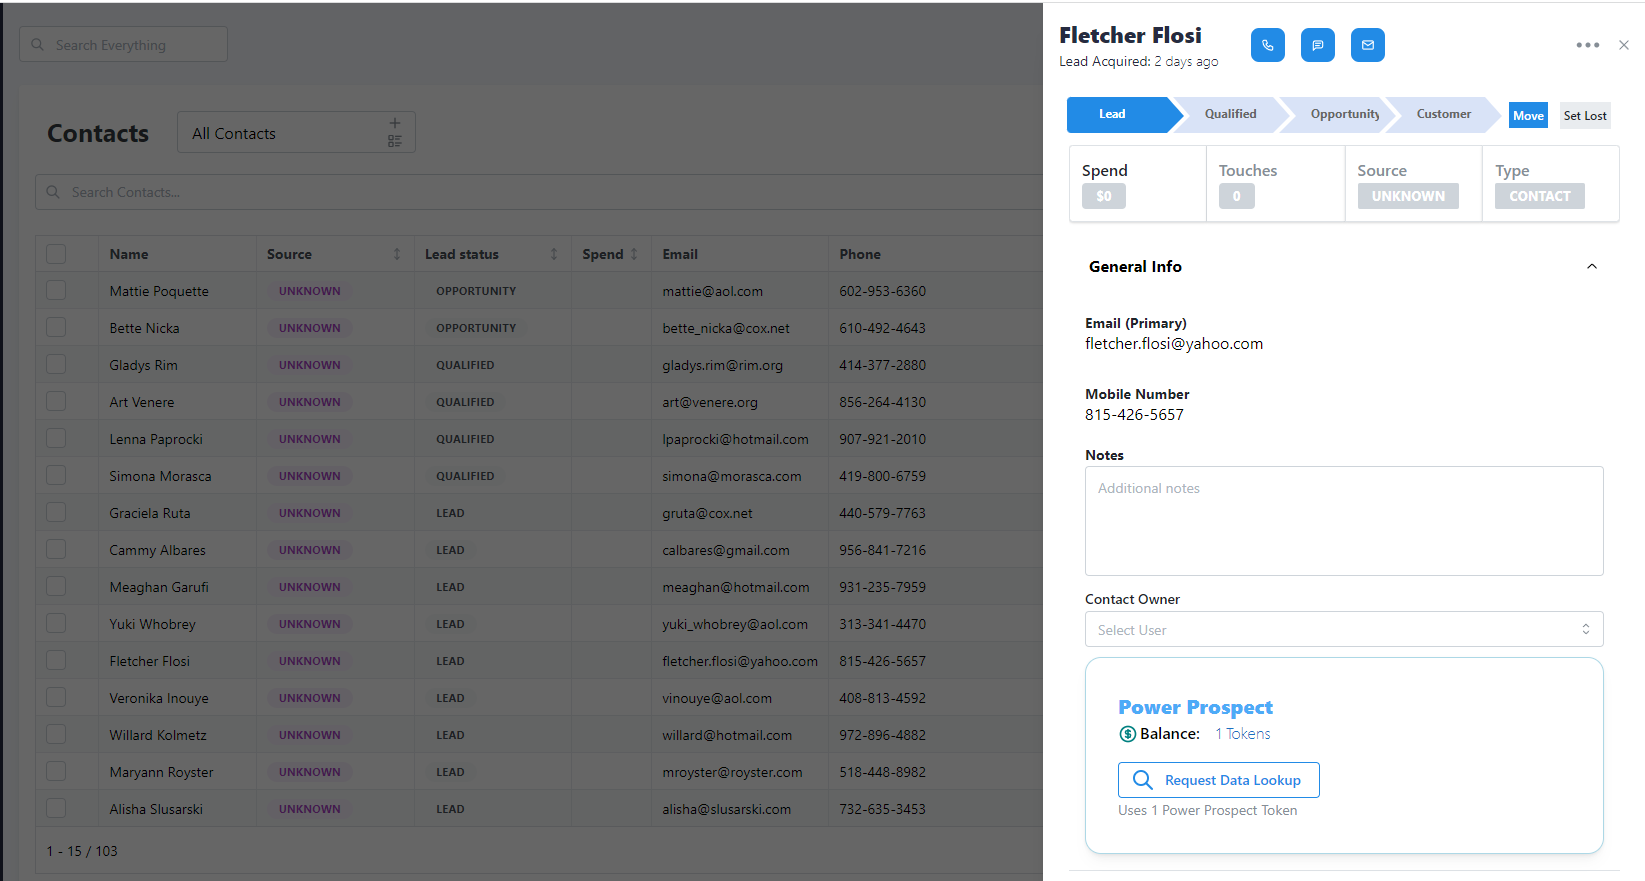 Search Everything
Contacts
All Contacts
Search Contacts...
Name Source Lead status Spend Email Phone
Mattie Poquette UNKNOWN OPPORTUNITY mattie@aol.com 602-953-6360
Bette Nicka UNKNOWN OPPORTUNITY bette_nicka@cox.net 610-492-4643
Gladys Rim UNKNOWN QUALIFIED gladys.rim@rim.org 414-377-2880
Art Venere UNKNOWN QUALIFIED art@venere.org 856-264-4130
Lenna Paprocki UNKNOWN QUALIFIED lpaprocki@hotmail.com 907-921-2010
Simona Morasca UNKNOWN QUALIFIED simona@morasca.com 419-800-6759
Graciela Ruta UNKNOWN LEAD gruta@cox.net 440-579-7763
Cammy Albares UNKNOWN LEAD calbares@gmail.com 956-841-7216
Meaghan Garufi UNKNOWN LEAD meaghan@hotmail.com 931-235-7959
Yuki Whobrey UNKNOWN LEAD yuki_whobrey@aol.com 313-341-4470
Fletcher Flosi UNKNOWN LEAD fletcher.flosi@yahoo.com 815-426-5657
Veronika Inouye UNKNOWN LEAD vinouye@aol.com 408-813-4592
Willard Kolmetz UNKNOWN LEAD willard@hotmail.com 972-896-4882
Maryann Royster UNKNOWN LEAD mroyster@royster.com 518-448-8982
Alisha Slusarski UNKNOWN LEAD alisha@slusarski.com 732-635-3453
1 - 15 / 103
Fletcher Flosi
Lead Acquired: 2 days ago
Lead Qualified Opportunity Customer Move Set Lost
Spend Touches Source Type
$0 0 UNKNOWN CONTACT
General Info
Email (Primary)
fletcher.flosi@yahoo.com
Mobile Number
815-426-5657
Notes
Additional notes
Contact Owner
Select User
Power Prospect
Balance: 1 Tokens
Request Data Lookup
Uses 1 Power Prospect Token